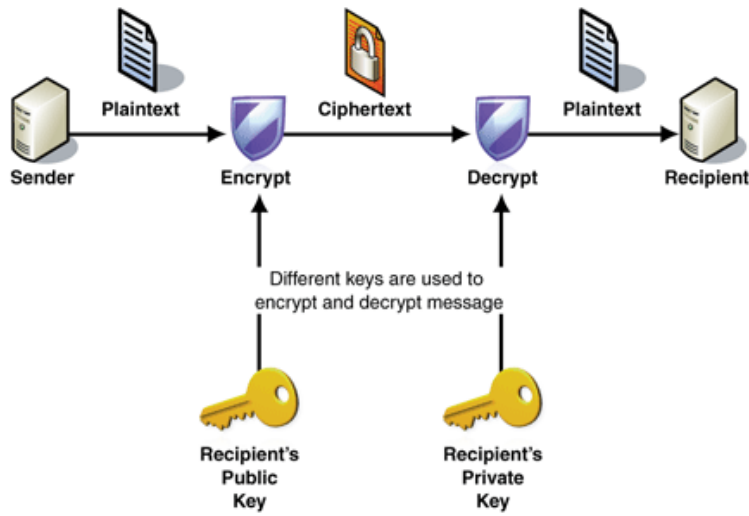 Plaintext
Ciphertext
Plaintext
Sender
Encrypt
Decrypt
Recipient
Different keys are used to
encrypt and decrypt message
Recipient's
Public
Key
Recipient's
Private
Key